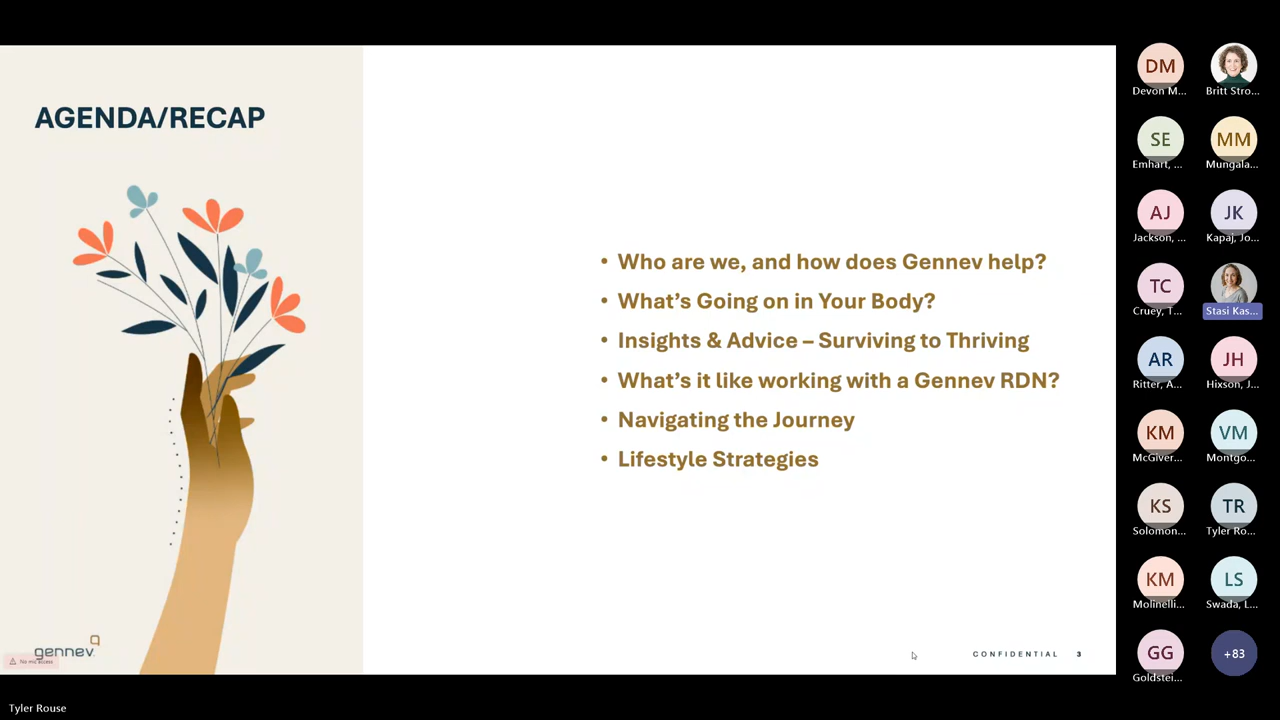 AGENDA/RECAP
• Who are we, and how does Gennev help?
• What's Going on in Your Body?
• Insights & Advice – Surviving to Thriving
• What's it like working with a Gennev RDN?
• Navigating the Journey
• Lifestyle Strategies
gennev
No mic access
CONFIDENTIAL 3
DM
Devon M...
Britt Stro...
SE
Emhart, ...
MM
Mungala...
AJ
Jackson, ...
JK
Kapaj, Jo...
TC
Cruey, T...
Stasi Kas...
AR
Ritter, A...
JH
Hixson, J...
KM
McGiver...
VM
Montgo...
KS
Solomon...
TR
Tyler Ro...
KM
Molinelli...
LS
Swada, L...
GG
Goldstei...
+83
Tyler Rouse